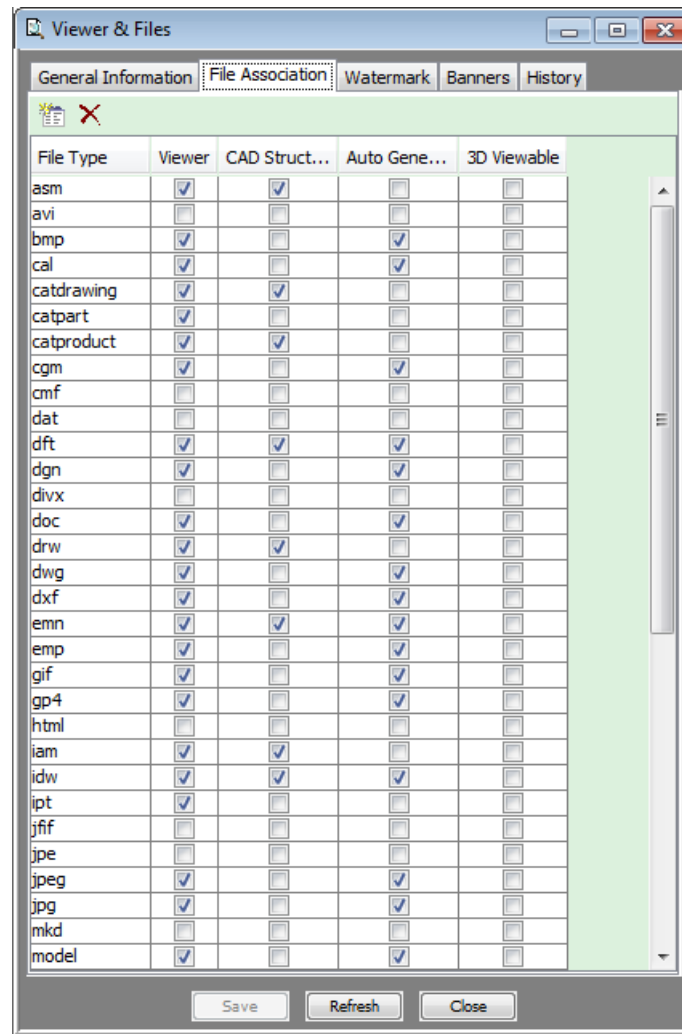 Viewer & Files
General Information File Association Watermark Banners History
File Type Viewer CAD Struct... Auto Gene... 3D Viewable
asm
avi
bmp
cal
catdrawing
catpart
catproduct
cgm
cmf
dat
dft
dgn
divx
doc
drw
dwg
dxf
emn
emp
gif
gp4
html
iam
idw
ipt
jfif
jpe
jpeg
jpg
mkd
model
Save Refresh Close